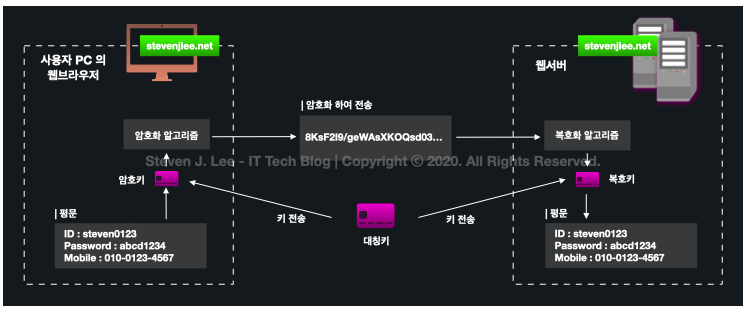 stevenjlee.net
사용자 PC 의
웹브라우저
암호화 알고리즘
암호키
| 평문
ID : steven0123
Password : abcd1234
Mobile : 010-0123-4567
| 암호화 하여 전송
8KsF2I9/geWAsXKOQsd03...
Steven J. Lee - IT Tech Blog | Copyright © 2020. All Rights Reserved.
키 전송
대칭키
키 전송
stevenjlee.net
웹서버
복호화 알고리즘
복호키
| 평문
ID : steven0123
Password : abcd1234
Mobile : 010-0123-4567